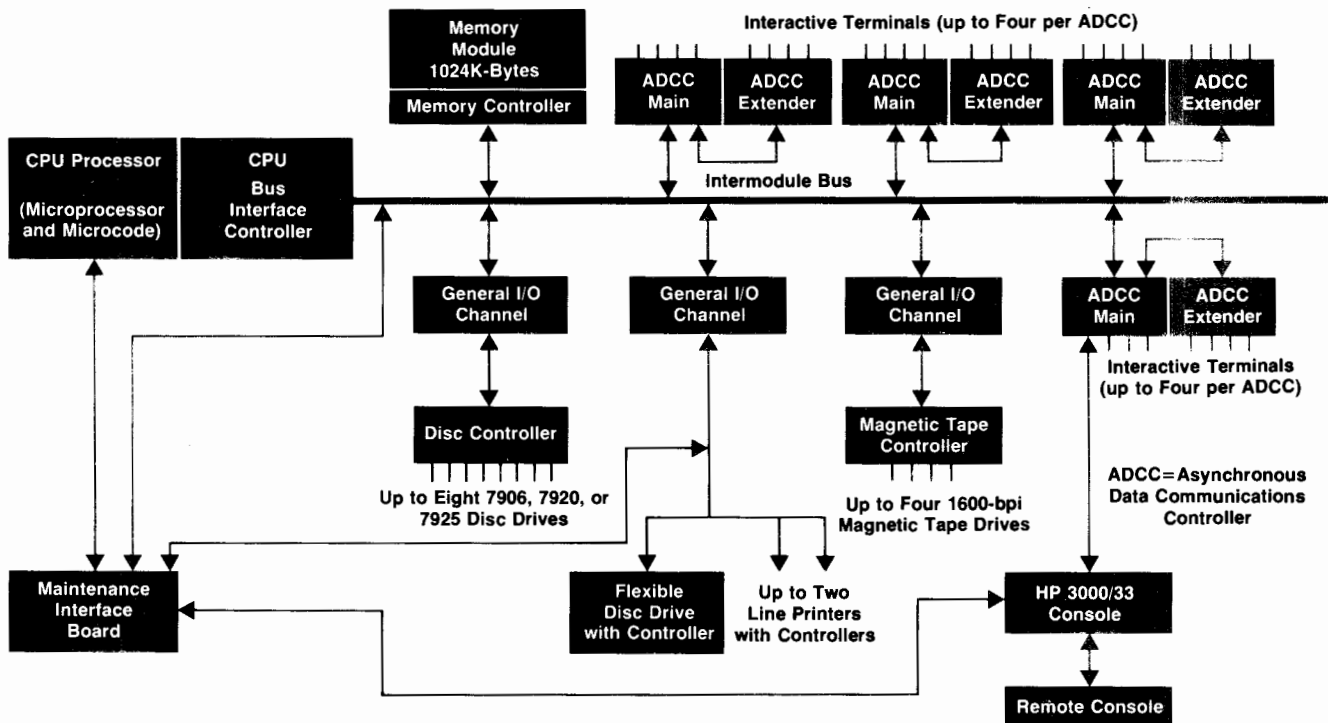 Interactive Terminals (up to Four per ADCC)
Memory
Module
1024K-Bytes
Memory Controller
ADCC
Main
ADCC
Extender
ADCC
Main
ADCC
Extender
ADCC
Main
ADCC
Extender
CPU Processor
(Microprocessor
and Microcode)
CPU
Bus
Interface
Controller
Intermodule Bus
General I/O
Channel
General I/O
Channel
General I/O
Channel
ADCC
Main
ADCC
Extender
Interactive Terminals
(up to Four per ADCC)
Disc Controller
Magnetic Tape
Controller
Up to Eight 7906, 7920, or
7925 Disc Drives
Up to Four 1600-bpi
Magnetic Tape Drives
ADCC=Asynchronous
Data Communications
Controller
Maintenance
Interface
Board
Flexible
Disc Drive
with Controller
Up to Two
Line Printers
with Controllers
HP 3000/33
Console
Remote Console